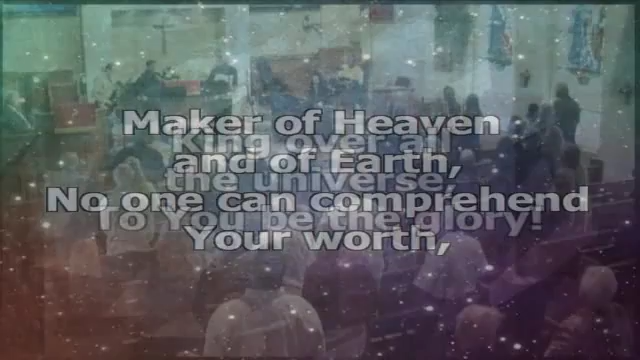 Maker of Heaven
King over all
and of Earth,
the universe,
No one can comprehend
To You be the glory!
Your worth,